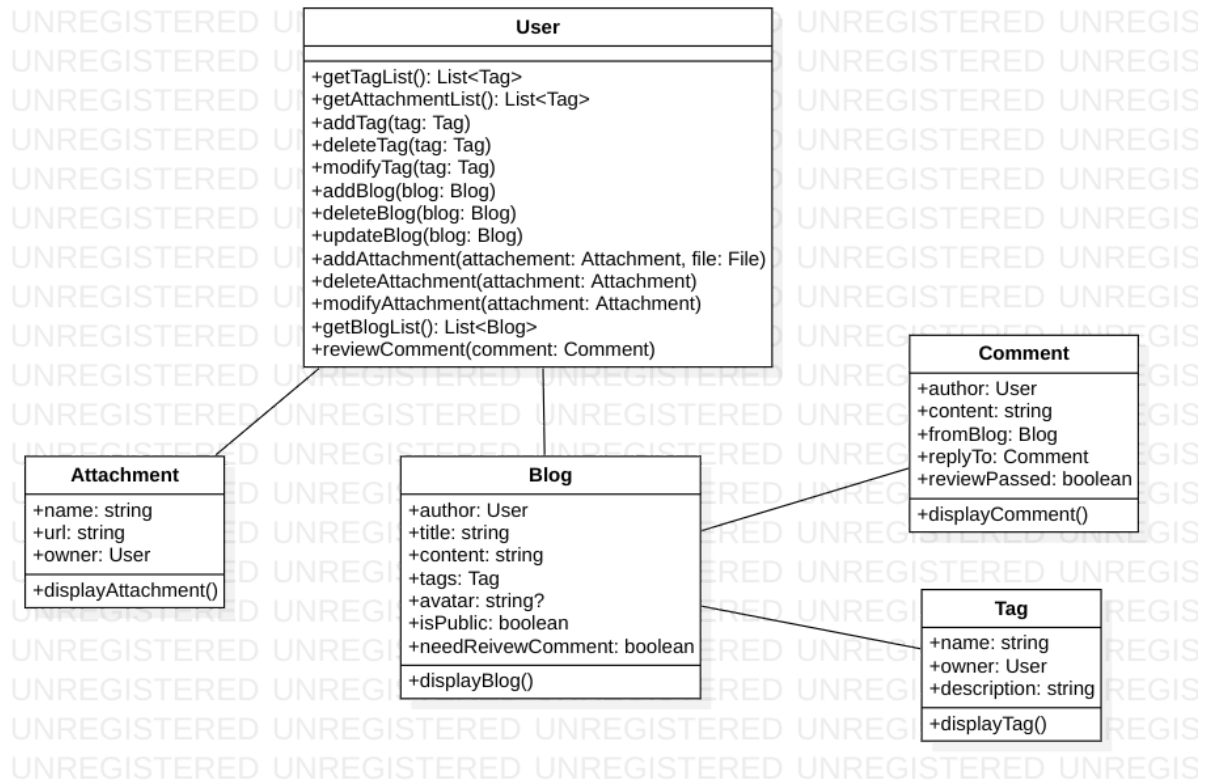 User
+getTagList(): List<Tag>
+getAttachmentList(): List<Tag>
+addTag(tag: Tag)
+deleteTag(tag: Tag)
+modifyTag(tag: Tag)
+addBlog(blog: Blog)
+deleteBlog(blog: Blog)
+updateBlog(blog: Blog)
+addAttachment(attachement: Attachment, file: File)
+deleteAttachment(attachment: Attachment)
+modifyAttachment(attachment: Attachment)
+getBlogList(): List<Blog>
+reviewComment(comment: Comment)
Attachment
+name: string
+url: string
+owner: User
+displayAttachment()
Blog
+author: User
+title: string
+content: string
+tags: Tag
+avatar: string?
+isPublic: boolean
+needReivewComment: boolean
+displayBlog()
Comment
+author: User
+content: string
+fromBlog: Blog
+replyTo: Comment
+reviewPassed: boolean
+displayComment()
Tag
+name: string
+owner: User
+description: string
+displayTag()
UNREGISTERED